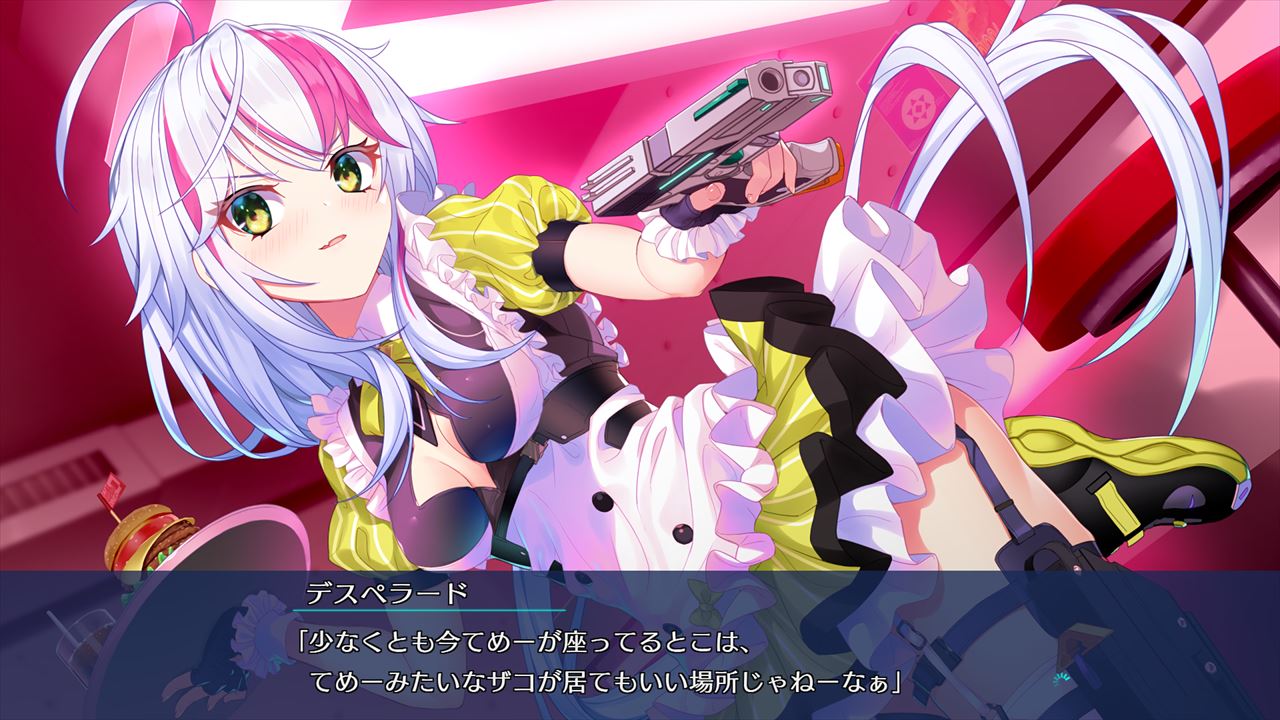 デスペラード
「少なくとも今てめーが座ってるとこは、
てめーみたいなザコが居てもいい場所じゃねーなぁ」